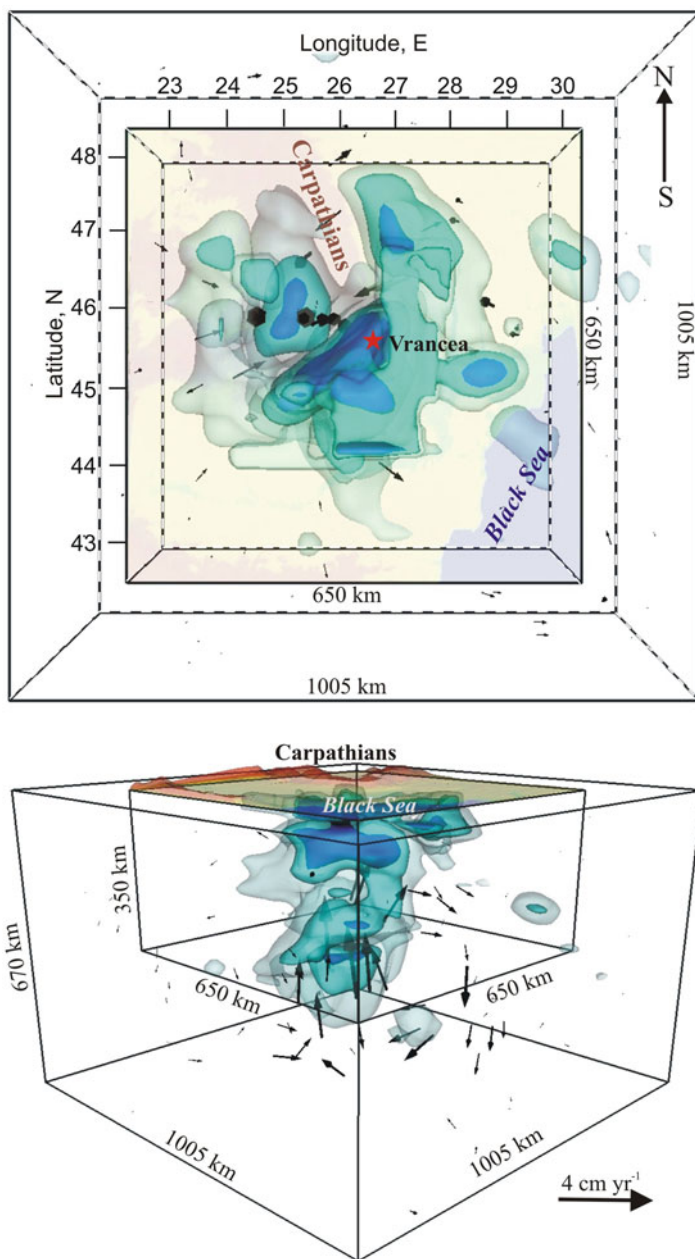 Longitude, E
23 24 25 26 27 28 29 30
N
S
48
47
46
45
44
43
Latitude, N
Carpathians
Vrancea
Black Sea
650 km
1005 km
650 km
1005 km
Carpathians
Black Sea
350 km
670 km
650 km
650 km
1005 km
1005 km
4 cm yr⁻¹